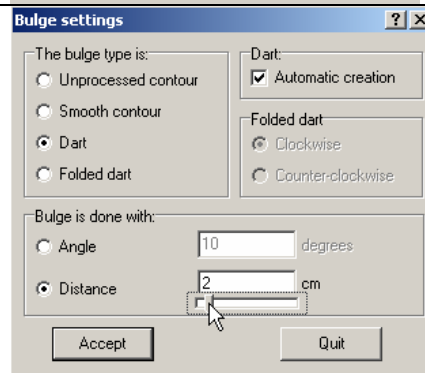 Bulge settings
The bulge type is:
Unprocessed contour
Smooth contour
Dart
Folded dart
Dart:
Automatic creation
Folded dart
Clockwise
Counter-clockwise
Bulge is done with:
Angle 10 degrees
Distance 2 cm
Accept Quit